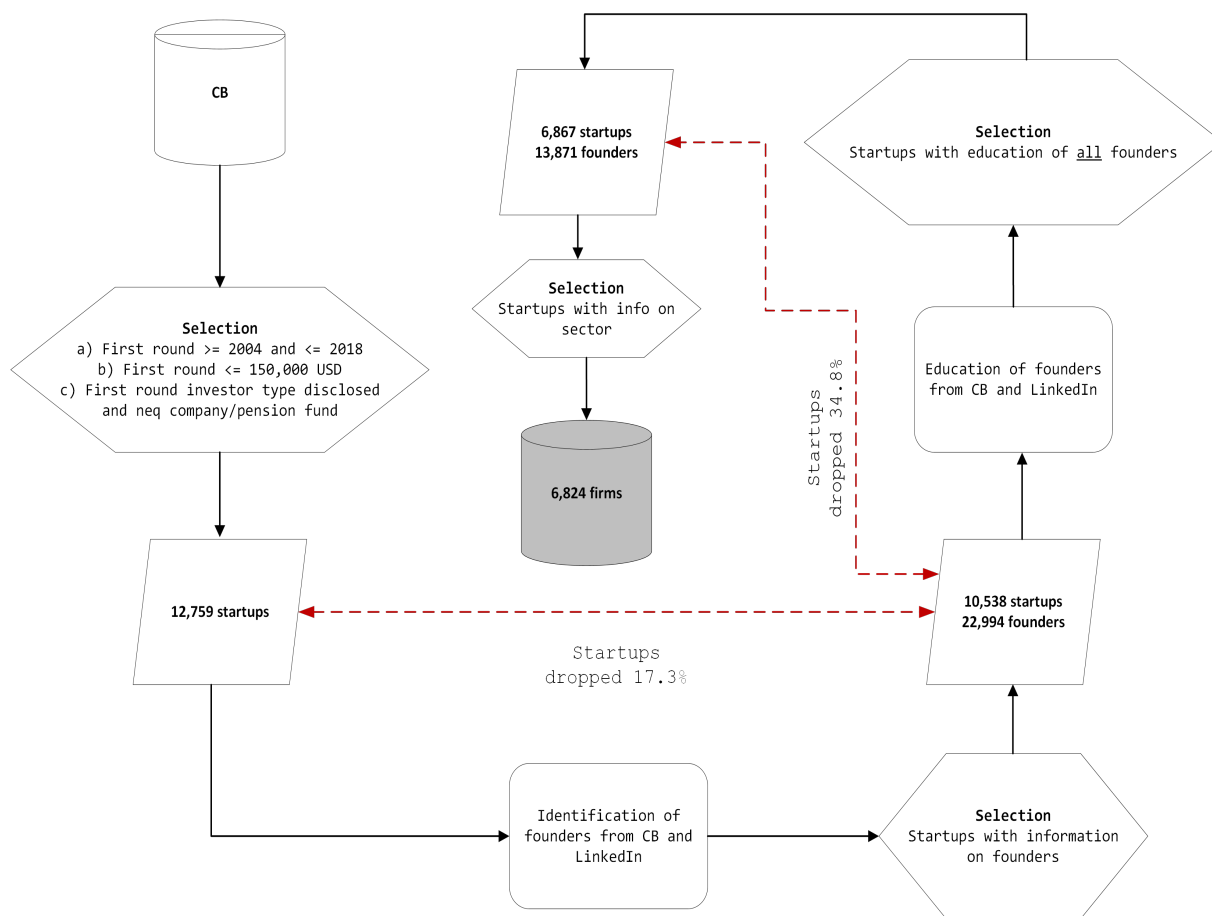 CB
Selection
a) First round >= 2004 and <= 2018
b) First round <= 150,000 USD
c) First round investor type disclosed
and neq company/pension fund
12,759 startups
Identification of
founders from CB and
LinkedIn
Selection
Startups with information
on founders
10,538 startups
22,994 founders
Startups
dropped 17.3%
Education of founders
from CB and LinkedIn
Selection
Startups with education of all founders
6,867 startups
13,871 founders
Startups
dropped 34.8%
Selection
Startups with info on
sector
6,824 firms